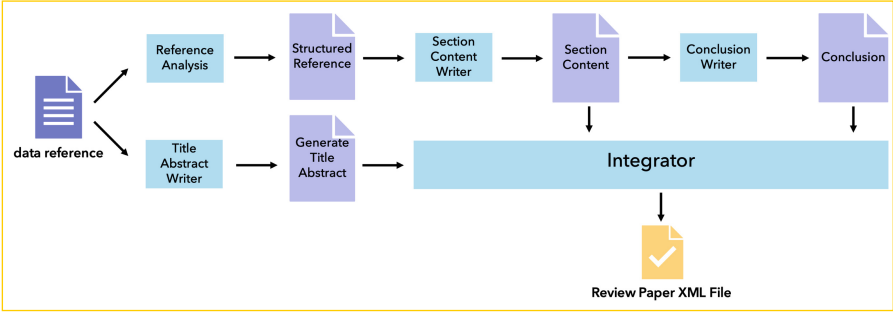 Reference
Analysis
Structured
Reference
Section
Content
Writer
Section
Content
Conclusion
Writer
Conclusion
data reference
Title
Abstract
Writer
Generate
Title
Abstract
Integrator
Review Paper XML File